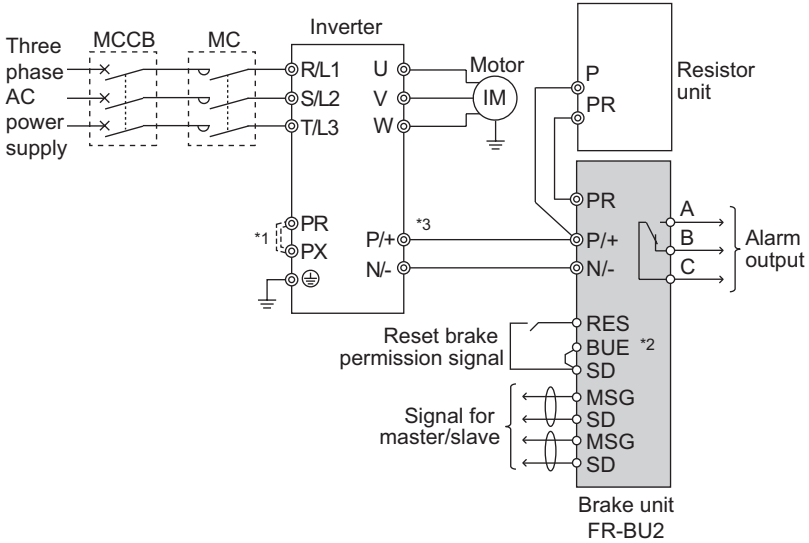 Three
phase
AC
power
supply
MCCB
MC
Inverter
R/L1
S/L2
T/L3
U
V
W
Motor
IM
*1
PR
PX
*3
P/+
N/-
P
PR
Resistor
unit
PR
P/+
N/-
A
B
C
Alarm
output
Reset brake
permission signal
RES
BUE *2
SD
Signal for
master/slave
MSG
SD
MSG
SD
Brake unit
FR-BU2